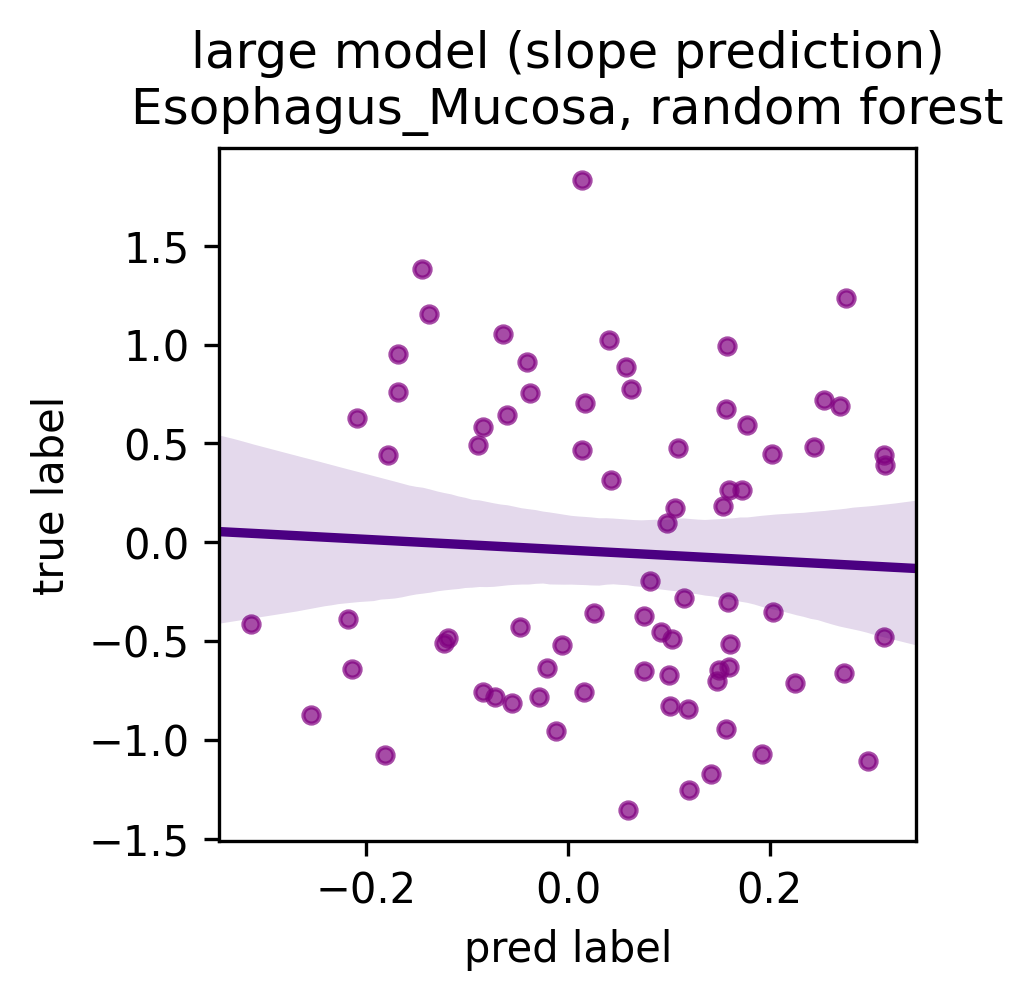 large model (slope prediction)
Esophagus_Mucosa, random forest
1.5
1.0
0.5
0.0
−0.5
−1.0
−1.5
true label
−0.2
0.0
0.2
pred label